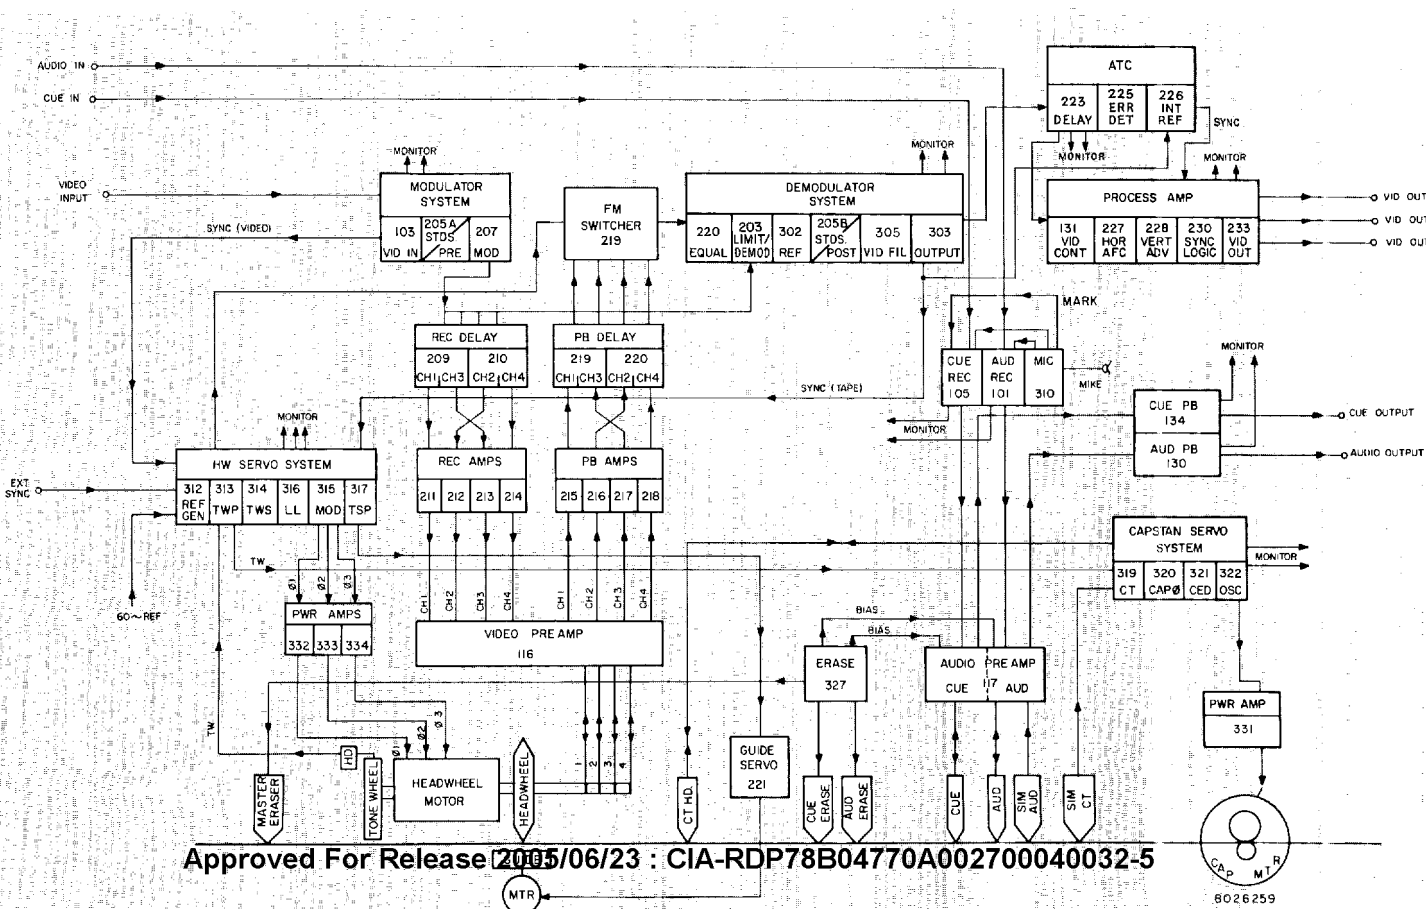 AUDIO IN
CUE IN
VIDEO
INPUT
SYNC (VIDEO)
MONITOR
MODULATOR
SYSTEM
103
VID IN
205A
STDS.
PRE
207
MOD
FM
SWITCHER
219
MONITOR
DEMODULATOR
SYSTEM
220
EQUAL
203
LIMIT/
DEMOD
302
REF
205B
STDS.
POST
305
VID FIL
303
OUTPUT
ATC
223
DELAY
225
ERR
DET
226
INT
REF
SYNC
MONITOR
MONITOR
PROCESS AMP
131
VID
CONT
227
HOR
AFC
228
VERT
ADV
230
SYNC
LOGIC
233
VID
OUT
VID OUT
VID OUT
VID OUT
REC DELAY
209
210
CH1 CH3 CH2 CH4
PB DELAY
219
220
CH1 CH3 CH2 CH4
MARK
CUE
REC
105
AUD
REC
101
MIC
310
MIKE
MONITOR
SYNC (TAPE)
MONITOR
CUE PB
134
AUD PB
130
CUE OUTPUT
AUDIO OUTPUT
MONITOR
EXT
SYNC
HW SERVO SYSTEM
312
REF
GEN
313
TWP
314
TWS
316
LL
315
MOD
317
TSP
REC AMPS
211 212 213 214
PB AMPS
215 216 217 218
CAPSTAN SERVO
SYSTEM
319
CT
320
CAPØ
321
CED
322
OSC
MONITOR
TW
60~REF
Ø1
Ø2
Ø3
PWR AMPS
332 333 334
CH1
CH2
CH3
CH4
CH1
CH2
CH3
CH4
VIDEO PREAMP
116
BIAS
BIAS
ERASE
327
AUDIO PREAMP
117
CUE AUD
PWR AMP
331
TW
HD
TONE WHEEL
Ø1
Ø2
Ø3
HEADWHEEL
MOTOR
HEADWHEEL
1
2
3
4
GUIDE
SERVO
221
MASTER
ERASER
CT HD.
CUE
ERASE
AUD
ERASE
CUE
AUD
SIM
AUD
SIM
CT
Approved For Release 2005/06/23 : CIA-RDP78B04770A002700040032-5
MTR
CAP MTR
8026259